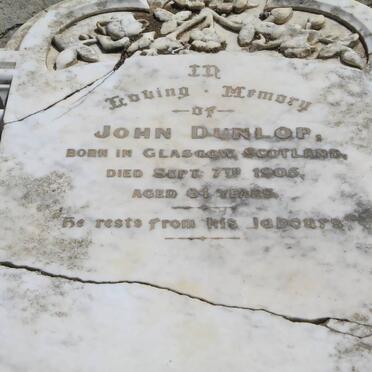 In
Loving Memory
of
JOHN DUNLOP,
BORN IN GLASGOW, SCOTLAND,
DIED SEPT. 7TH 1905,
AGED 64 YEARS.
He rests from his labours